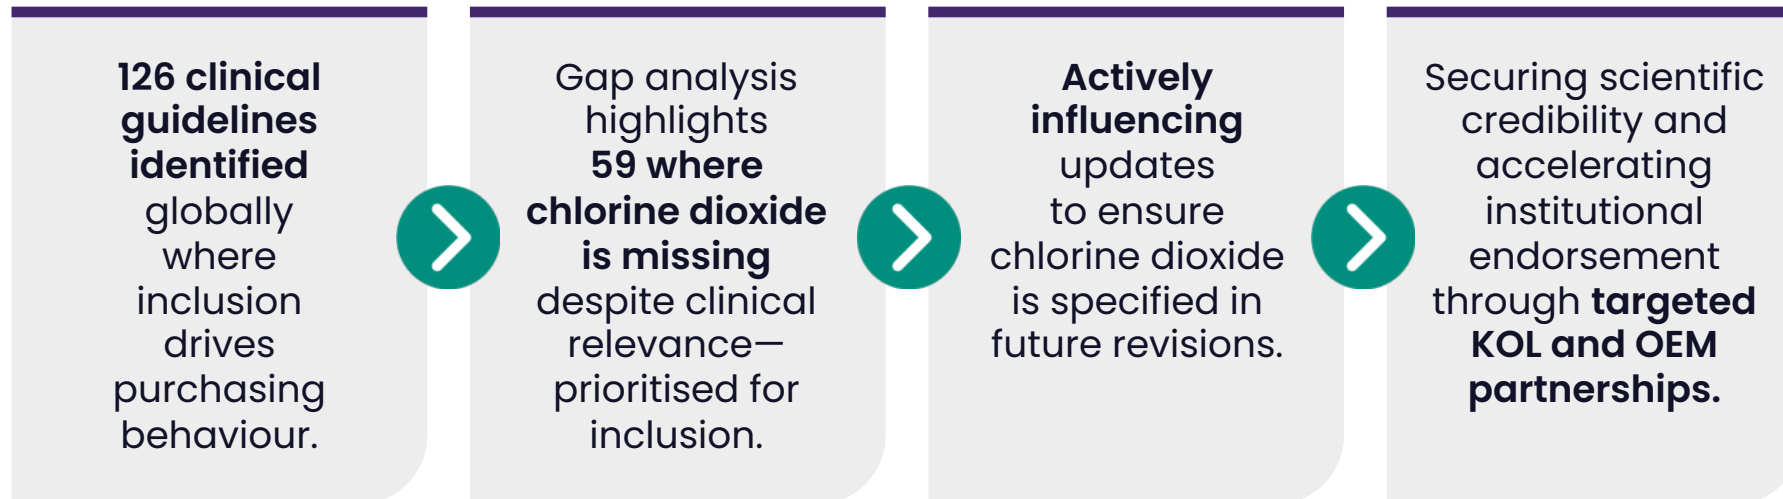 126 clinical
guidelines
identified
globally
where
inclusion
drives
purchasing
behaviour.
Gap analysis
highlights
59 where
chlorine dioxide
is missing
despite clinical
relevance—
prioritised for
inclusion.
Actively
influencing
updates
to ensure
chlorine dioxide
is specified in
future revisions.
Securing scientific
credibility and
accelerating
institutional
endorsement
through targeted
KOL and OEM
partnerships.